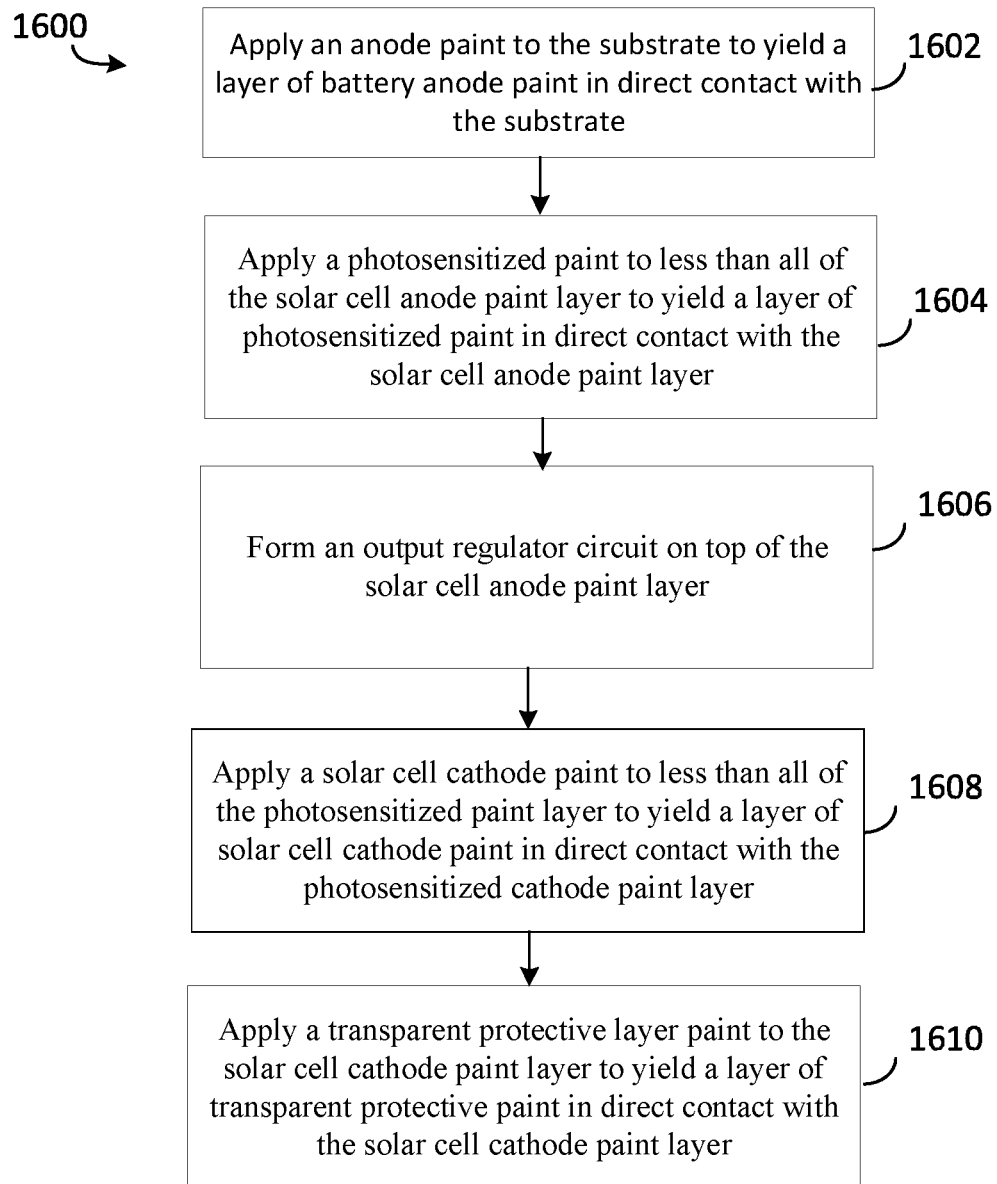 1600
Apply an anode paint to the substrate to yield a
layer of battery anode paint in direct contact with
the substrate
1602
Apply a photosensitized paint to less than all of
the solar cell anode paint layer to yield a layer of
photosensitized paint in direct contact with the
solar cell anode paint layer
1604
Form an output regulator circuit on top of the
solar cell anode paint layer
1606
Apply a solar cell cathode paint to less than all of
the photosensitized paint layer to yield a layer of
solar cell cathode paint in direct contact with the
photosensitized cathode paint layer
1608
Apply a transparent protective layer paint to the
solar cell cathode paint layer to yield a layer of
transparent protective paint in direct contact with
the solar cell cathode paint layer
1610